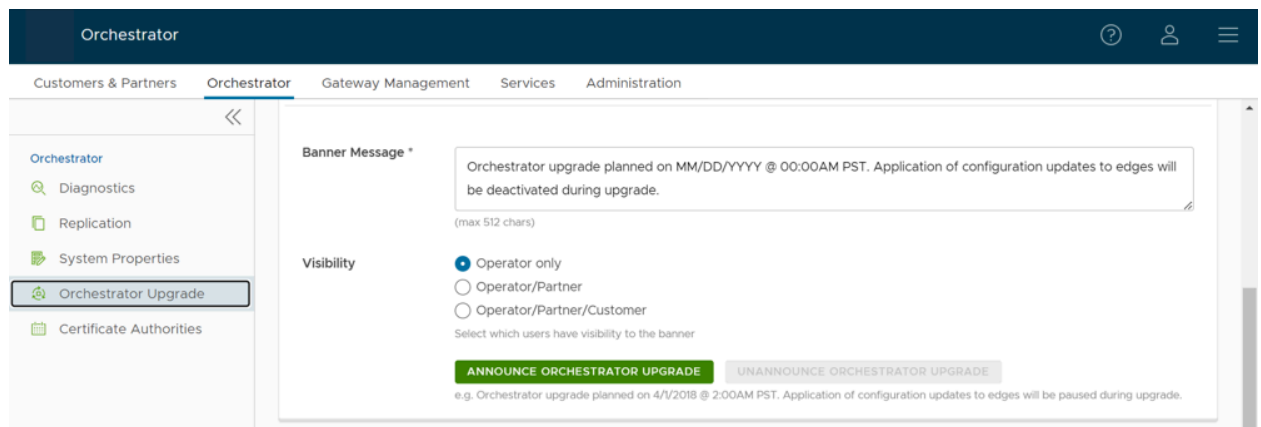 Orchestrator
Customers & Partners
Orchestrator
Gateway Management
Services
Administration
Orchestrator
Diagnostics
Replication
System Properties
Orchestrator Upgrade
Certificate Authorities
Banner Message *
Orchestrator upgrade planned on MM/DD/YYYY @ 00:00AM PST. Application of configuration updates to edges will
be deactivated during upgrade.
(max 512 chars)
Visibility
Operator only
Operator/Partner
Operator/Partner/Customer
Select which users have visibility to the banner
ANNOUNCE ORCHESTRATOR UPGRADE
UNANNOUNCE ORCHESTRATOR UPGRADE
e.g. Orchestrator upgrade planned on 4/1/2018 @ 2:00AM PST. Application of configuration updates to edges will be paused during upgrade.